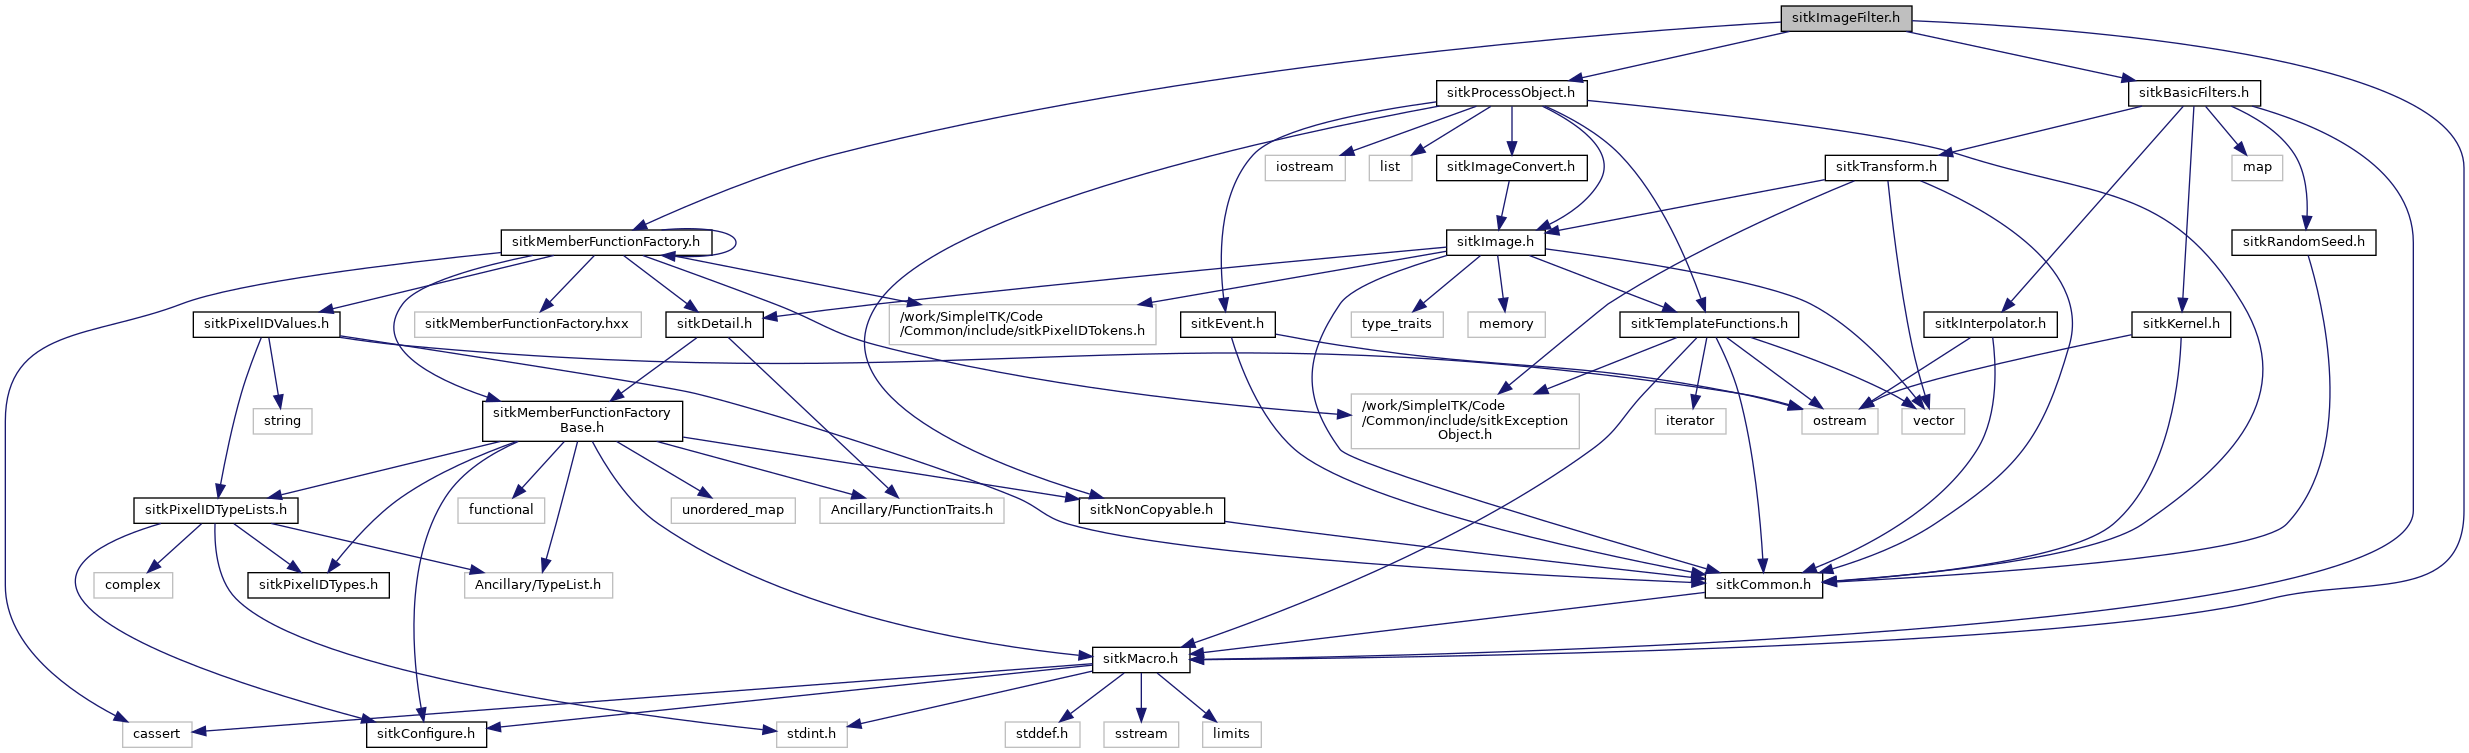 sitkImageFilter.h
sitkProcessObject.h
sitkBasicFilters.h
iostream
list
sitkImageConvert.h
sitkTransform.h
map
sitkMemberFunctionFactory.h
sitkImage.h
sitkRandomSeed.h
sitkPixelIDValues.h
sitkMemberFunctionFactory.hxx
sitkDetail.h
/work/SimpleITK/Code
/Common/include/sitkPixelIDTokens.h
sitkEvent.h
type_traits
memory
sitkTemplateFunctions.h
sitkInterpolator.h
sitkKernel.h
string
sitkMemberFunctionFactory
Base.h
/work/SimpleITK/Code
/Common/include/sitkException
Object.h
iterator
ostream
vector
sitkPixelIDTypeLists.h
functional
unordered_map
Ancillary/FunctionTraits.h
sitkNonCopyable.h
complex
sitkPixelIDTypes.h
Ancillary/TypeList.h
sitkCommon.h
sitkMacro.h
cassert
sitkConfigure.h
stdint.h
stddef.h
sstream
limits